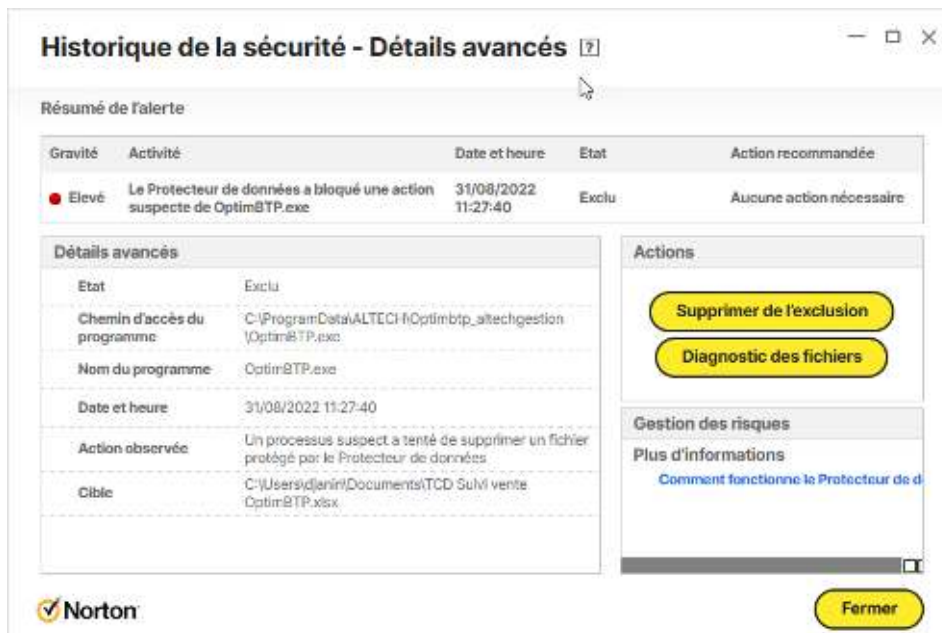 Historique de la sécurité - Détails avancés ?
Résumé de l'alerte
Gravité Activité Date et heure Etat Action recommandée
Elevé Le Protecteur de données a bloqué une action suspecte de OptimBTP.exe 31/08/2022 11:27:40 Exclu Aucune action nécessaire
Détails avancés
Etat Exclu
Chemin d'accès du programme C:\ProgramData\ALTECH\Optimbtp_altechgestion
\OptimBTP.exe
Nom du programme OptimBTP.exe
Date et heure 31/08/2022 11:27:40
Action observée Un processus suspect a tenté de supprimer un fichier
protégé par le Protecteur de données
Cible C:\Users\djanin\Documents\TCD Suivi vente
OptimBTP.xlsx
Actions
Supprimer de l'exclusion
Diagnostic des fichiers
Gestion des risques
Plus d'informations
Comment fonctionne le Protecteur de d
Norton
Fermer